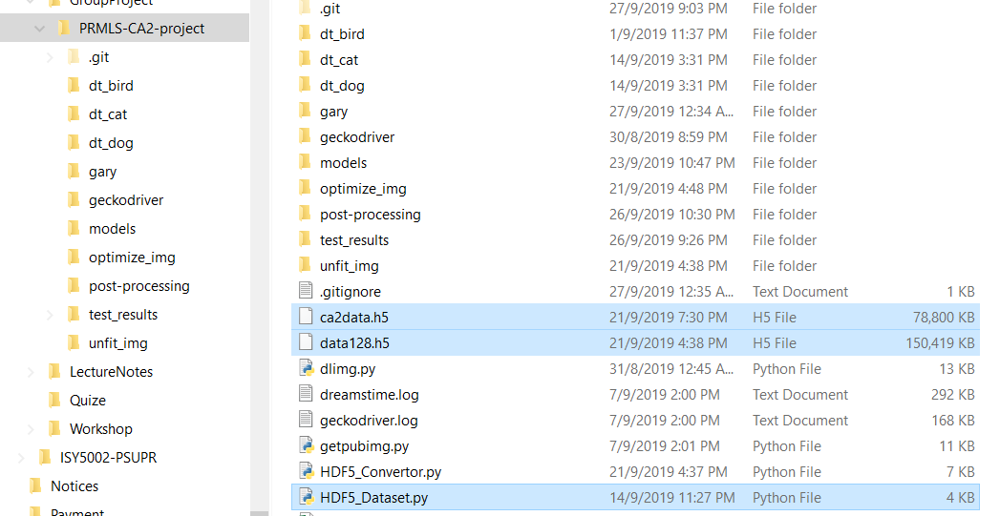 GroupProject
PRMLS-CA2-project
.git
dt_bird
dt_cat
dt_dog
gary
geckodriver
models
optimize_img
post-processing
test_results
unfit_img
LectureNotes
Quize
Workshop
ISY5002-PSUPR
Notices
Payment
.git 27/9/2019 9:03 PM File folder
dt_bird 1/9/2019 11:37 PM File folder
dt_cat 14/9/2019 3:31 PM File folder
dt_dog 14/9/2019 3:31 PM File folder
gary 27/9/2019 12:34 A... File folder
geckodriver 30/8/2019 8:59 PM File folder
models 23/9/2019 10:47 PM File folder
optimize_img 21/9/2019 4:48 PM File folder
post-processing 26/9/2019 10:30 PM File folder
test_results 26/9/2019 9:26 PM File folder
unfit_img 21/9/2019 4:38 PM File folder
.gitignore 27/9/2019 12:35 A... Text Document 1 KB
ca2data.h5 21/9/2019 7:30 PM H5 File 78,800 KB
data128.h5 21/9/2019 4:38 PM H5 File 150,419 KB
dlimg.py 31/8/2019 12:45 A... Python File 13 KB
dreamstime.log 7/9/2019 2:00 PM Text Document 292 KB
geckodriver.log 7/9/2019 2:00 PM Text Document 168 KB
getpubimg.py 7/9/2019 2:01 PM Python File 11 KB
HDF5_Convertor.py 21/9/2019 4:37 PM Python File 7 KB
HDF5_Dataset.py 14/9/2019 11:27 PM Python File 4 KB